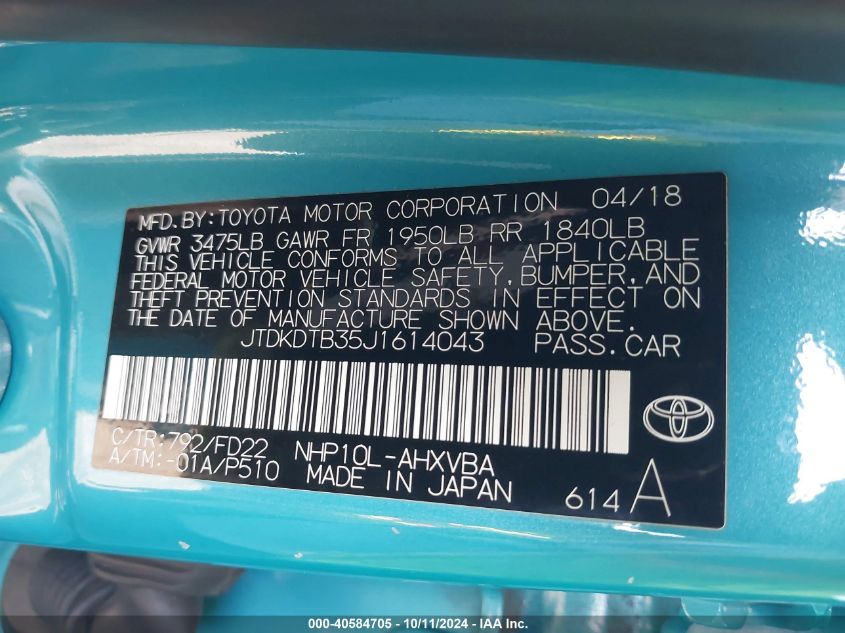 MFD.BY:TOYOTA MOTOR CORPORATION 04/18
GVWR 3475LB GAWR FR 1950LB RR 1840LB
THIS VEHICLE CONFORMS TO ALL APPLICABLE
FEDERAL MOTOR VEHICLE SAFETY,BUMPER,AND
THEFT PREVENTION STANDARDS IN EFFECT ON
THE DATE OF MANUFACTURE SHOWN ABOVE.
JTDKDTB35J1614043 PASS.CAR
C/TR:792/FD22 NHP10L-AHXVBA
A/TM:-01A/P510 MADE IN JAPAN
614 A
000-40584705 - 10/11/2024 - IAA Inc.